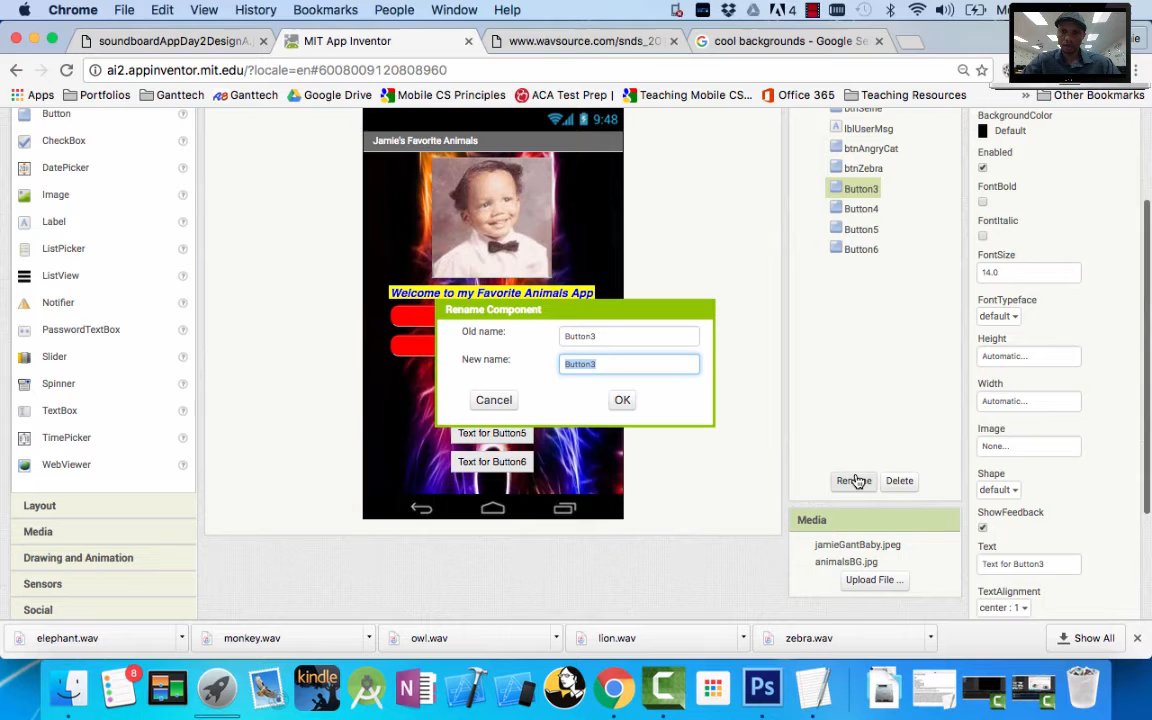 Chrome File Edit View History Bookmarks People Window Help
4
soundboardAppDay2DesignA
MIT App Inventor
www.wavsource.com/snds_20
cool backgrounds - Google Se
ai2.appinventor.mit.edu/?locale=en#6008009120808960
Apps Portfolios Ganttech Ganttech Google Drive Mobile CS Principles ACA Test Prep Teaching Mobile CS... Office 365 Teaching Resources » Other Bookmarks
Button
CheckBox
DatePicker
Image
Label
ListPicker
ListView
Notifier
PasswordTextBox
Slider
Spinner
TextBox
TimePicker
WebViewer
Layout
Media
Drawing and Animation
Sensors
Social
9:48
Jamie's Favorite Animals
Welcome to my Favorite Animals App
Rename Component
Old name: Button3
New name: Button3
Cancel OK
Text for Button5
Text for Button6
lblUserMsg
btnAngryCat
btnZebra
Button3
Button4
Button5
Button6
Rename Delete
Media
jamieGantBaby.jpeg
animalsBG.jpg
Upload File ...
BackgroundColor
Default
Enabled
FontBold
FontItalic
FontSize
14.0
FontTypeface
default
Height
Automatic...
Width
Automatic...
Image
None...
Shape
default
ShowFeedback
Text
Text for Button3
TextAlignment
center : 1
elephant.wav monkey.wav owl.wav lion.wav zebra.wav Show All
8
kindle